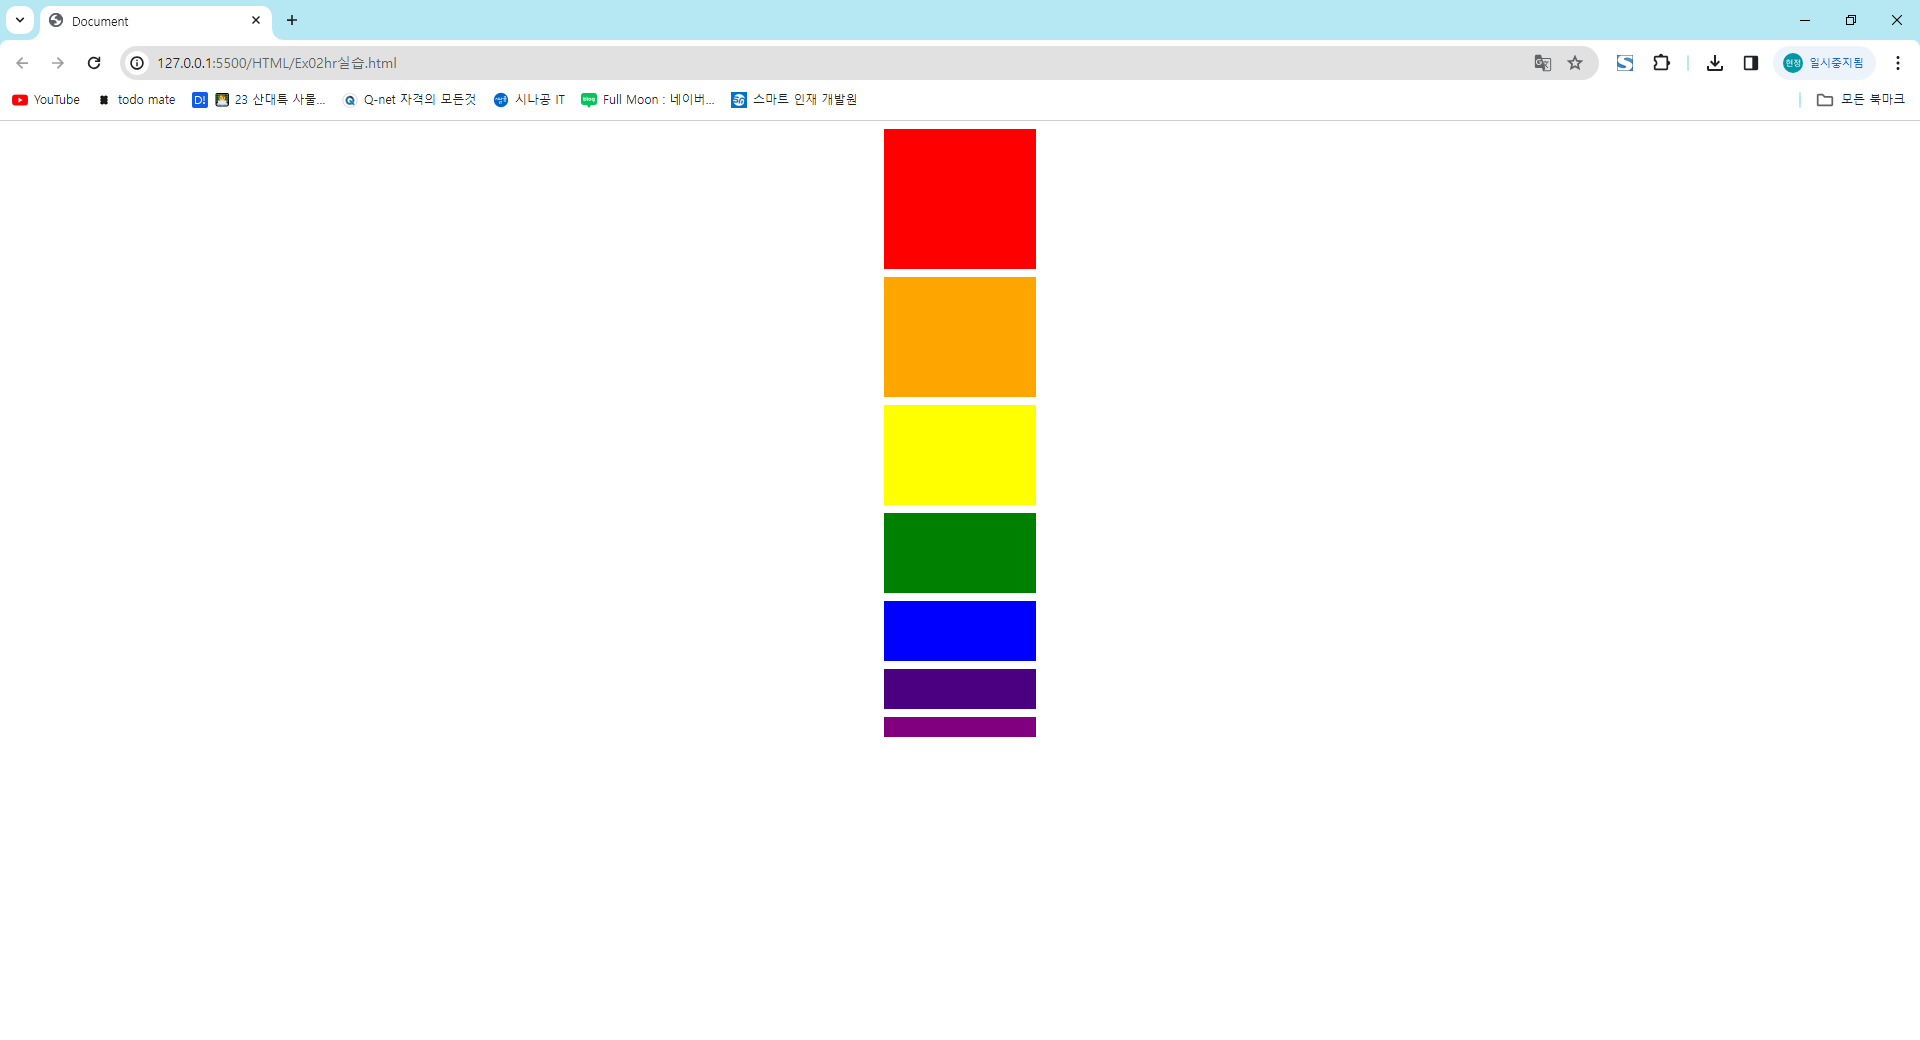 Document
127.0.0.1:5500/HTML/Ex02hr실습.html
현정 일시중지됨
YouTube todo mate D! 23 산대특 사물... Q-net 자격의 모든것 시나공 IT blog Full Moon : 네이버... 스마트 인재 개발원 모든 북마크